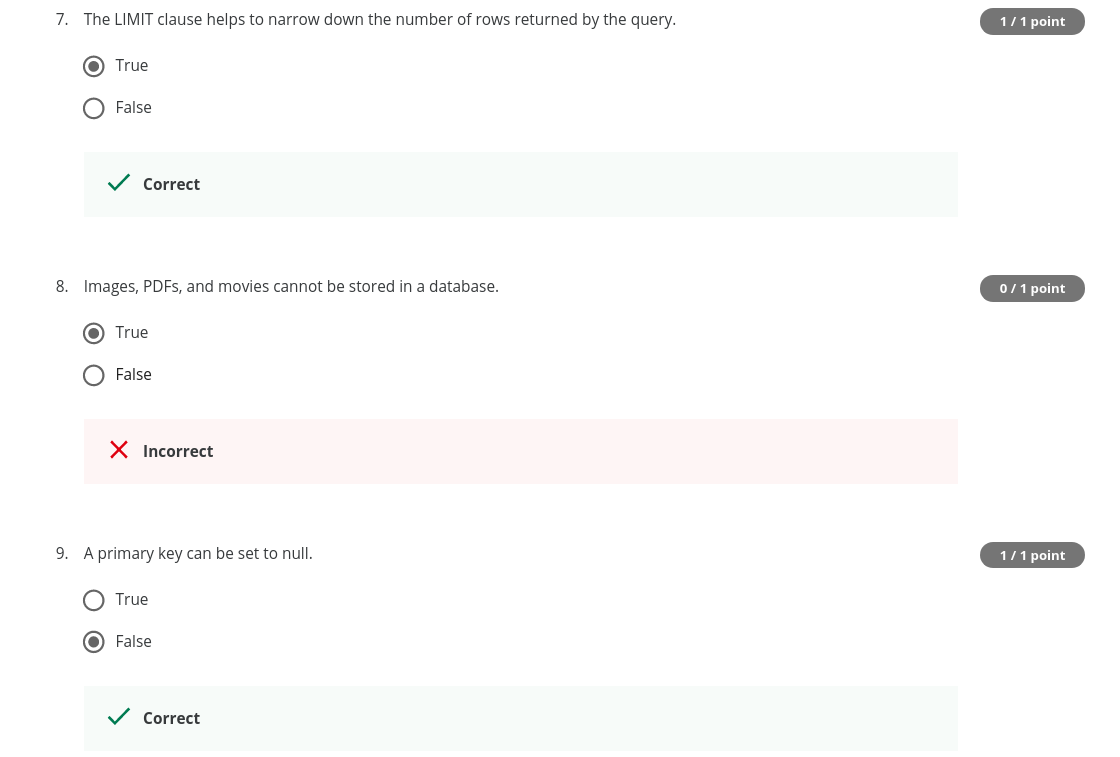 7. The LIMIT clause helps to narrow down the number of rows returned by the query. 1 / 1 point
True
False
Correct
8. Images, PDFs, and movies cannot be stored in a database. 0 / 1 point
True
False
Incorrect
9. A primary key can be set to null. 1 / 1 point
True
False
Correct